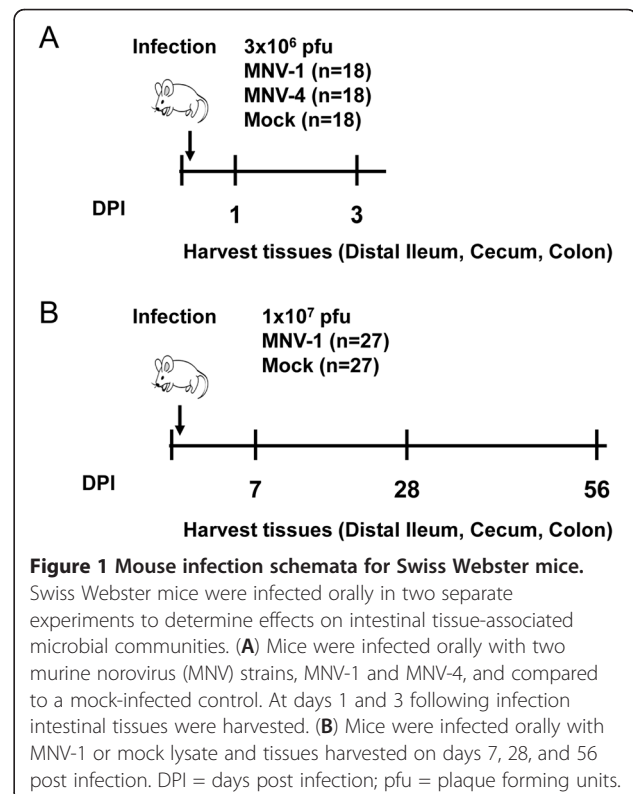 A
Infection 3x10⁶ pfu
MNV-1 (n=18)
MNV-4 (n=18)
Mock (n=18)
DPI 1 3
Harvest tissues (Distal Ileum, Cecum, Colon)
B
Infection 1x10⁷ pfu
MNV-1 (n=27)
Mock (n=27)
DPI 7 28 56
Harvest tissues (Distal Ileum, Cecum, Colon)
Figure 1 Mouse infection schemata for Swiss Webster mice.
Swiss Webster mice were infected orally in two separate
experiments to determine effects on intestinal tissue-associated
microbial communities. (A) Mice were infected orally with two
murine norovirus (MNV) strains, MNV-1 and MNV-4, and compared
to a mock-infected control. At days 1 and 3 following infection
intestinal tissues were harvested. (B) Mice were infected orally with
MNV-1 or mock lysate and tissues harvested on days 7, 28, and 56
post infection. DPI = days post infection; pfu = plaque forming units.